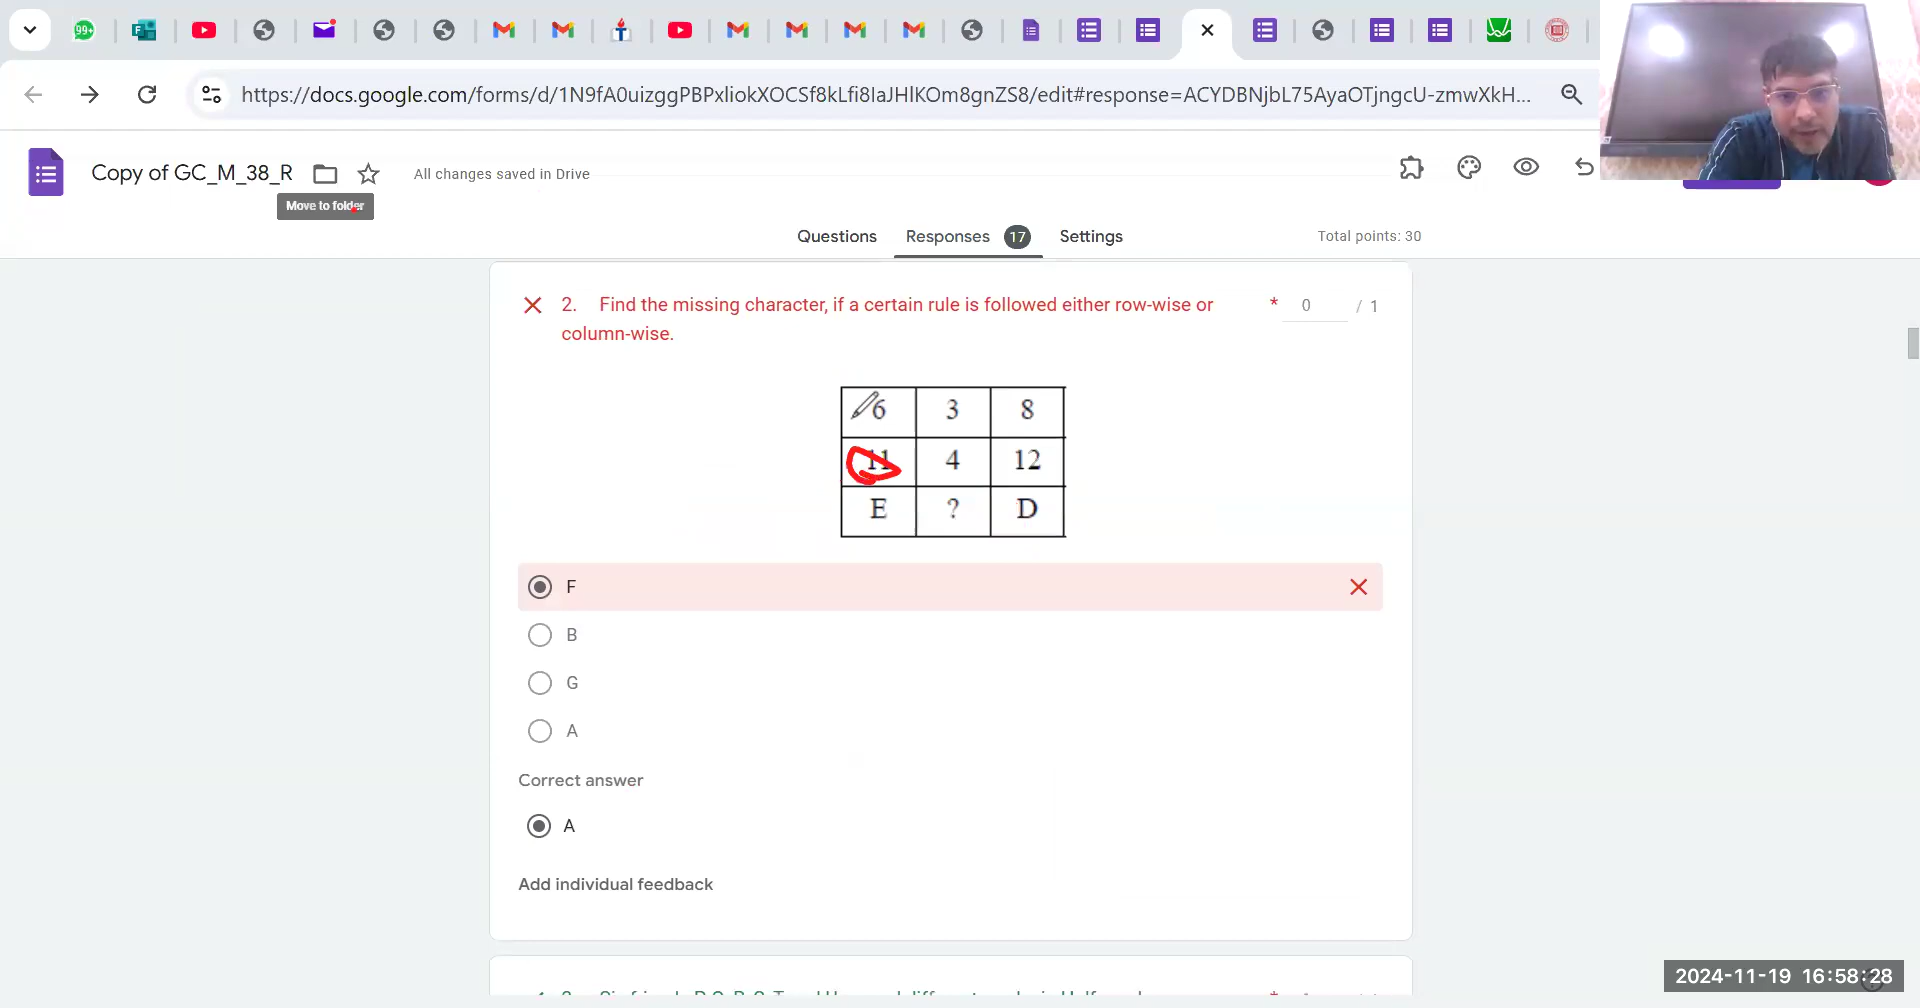 99+
https://docs.google.com/forms/d/1N9fA0uizggPBPxliokXOCSf8kLfi8IaJHlKOm8gnZS8/edit#response=ACYDBNjbL75AyaOTjngcU-zmwXkH...
Copy of GC_M_38_R
All changes saved in Drive
Move to folder
Questions Responses 17 Settings Total points: 30
2. Find the missing character, if a certain rule is followed either row-wise or * 0 / 1
column-wise.
6 3 8
11 4 12
E ? D
F
B
G
A
Correct answer
A
Add individual feedback
2024-11-19 16:58:28